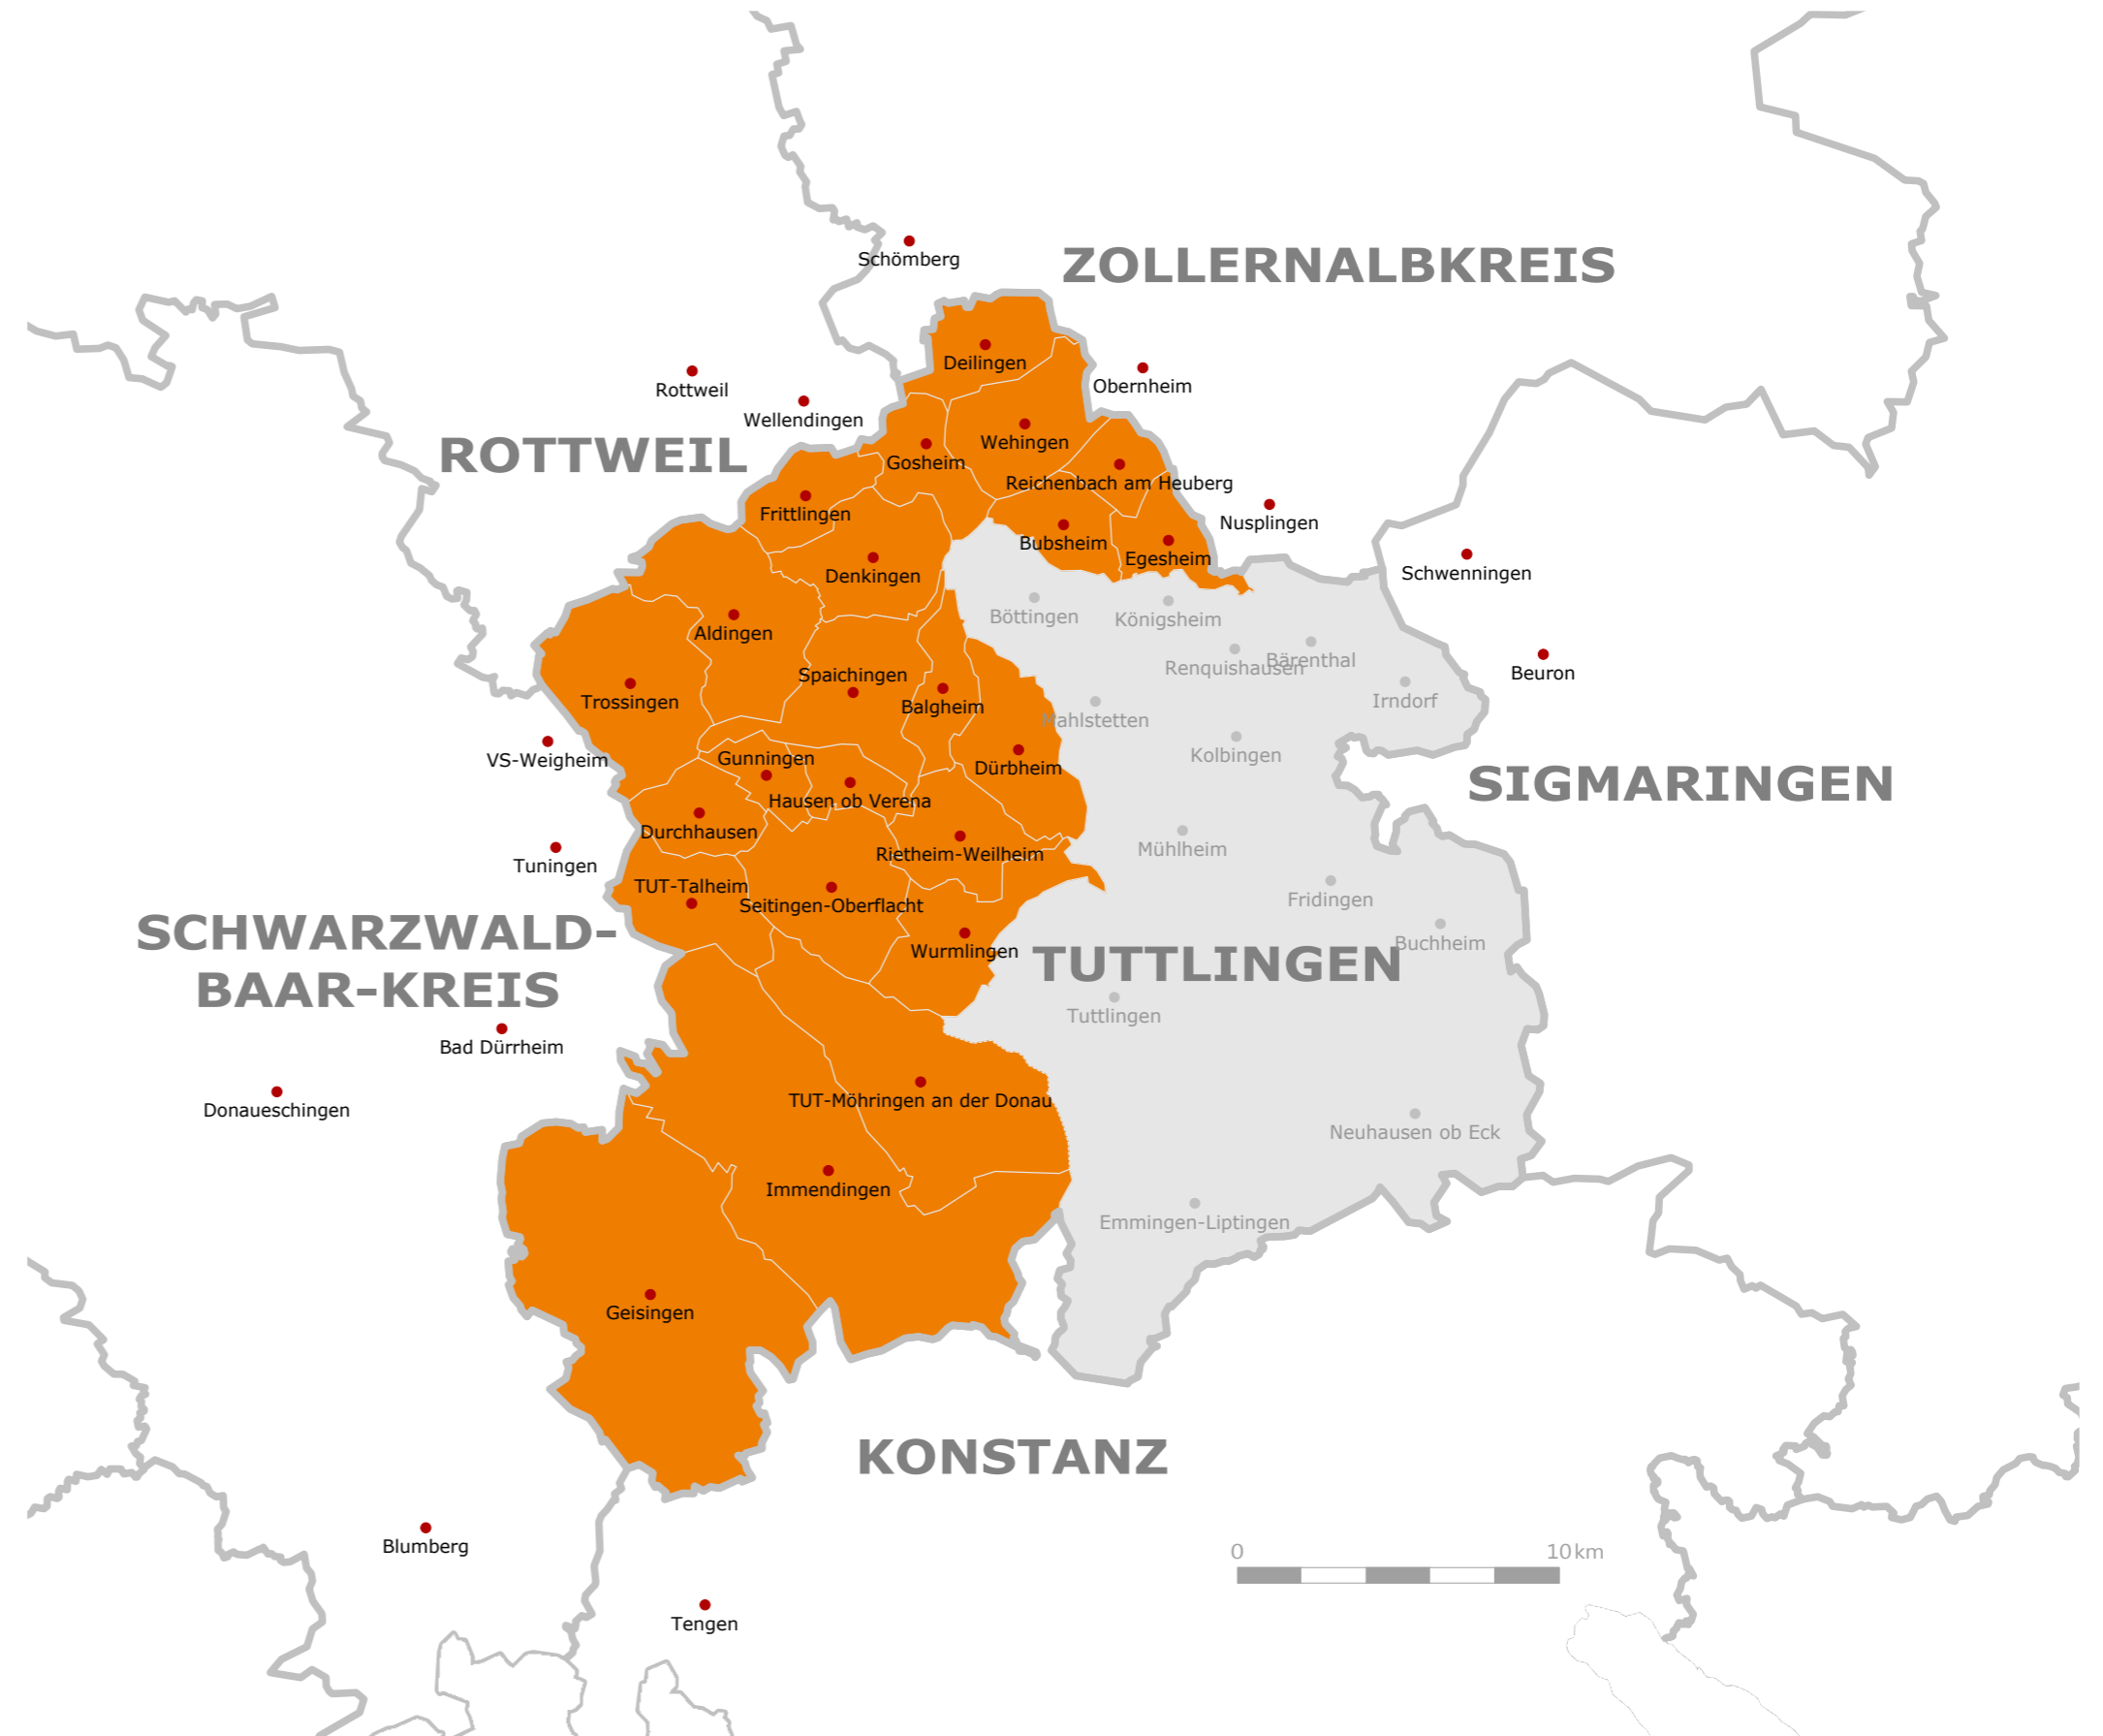 Schömberg
ZOLLERNALBKREIS
Deilingen
Rottweil
Obernheim
Wellendingen
ROTTWEIL
Wehingen
Gosheim
Reichenbach am Heuberg
Frittlingen
Nusplingen
Bubsheim
Egesheim
Denkingen
Schwenningen
Böttingen
Königsheim
Aldingen
Renquishausen
Bärenthal
Beuron
Spaichingen
Irndorf
Trossingen
Balgheim
Mahlstetten
VS-Weigheim
Gunningen
Kolbingen
Dürbheim
SIGMARINGEN
Hausen ob Verena
Durchhausen
Mühlheim
Rietheim-Weilheim
Tuningen
TUT-Talheim
Seitingen-Oberflacht
Fridingen
SCHWARZWALD-
BAAR-KREIS
Wurmlingen
TUTTLINGEN
Buchheim
Tuttlingen
Bad Dürrheim
Donaueschingen
TUT-Möhringen an der Donau
Neuhausen ob Eck
Immendingen
Emmingen-Liptingen
Geisingen
KONSTANZ
Blumberg
0 10 km
Tengen